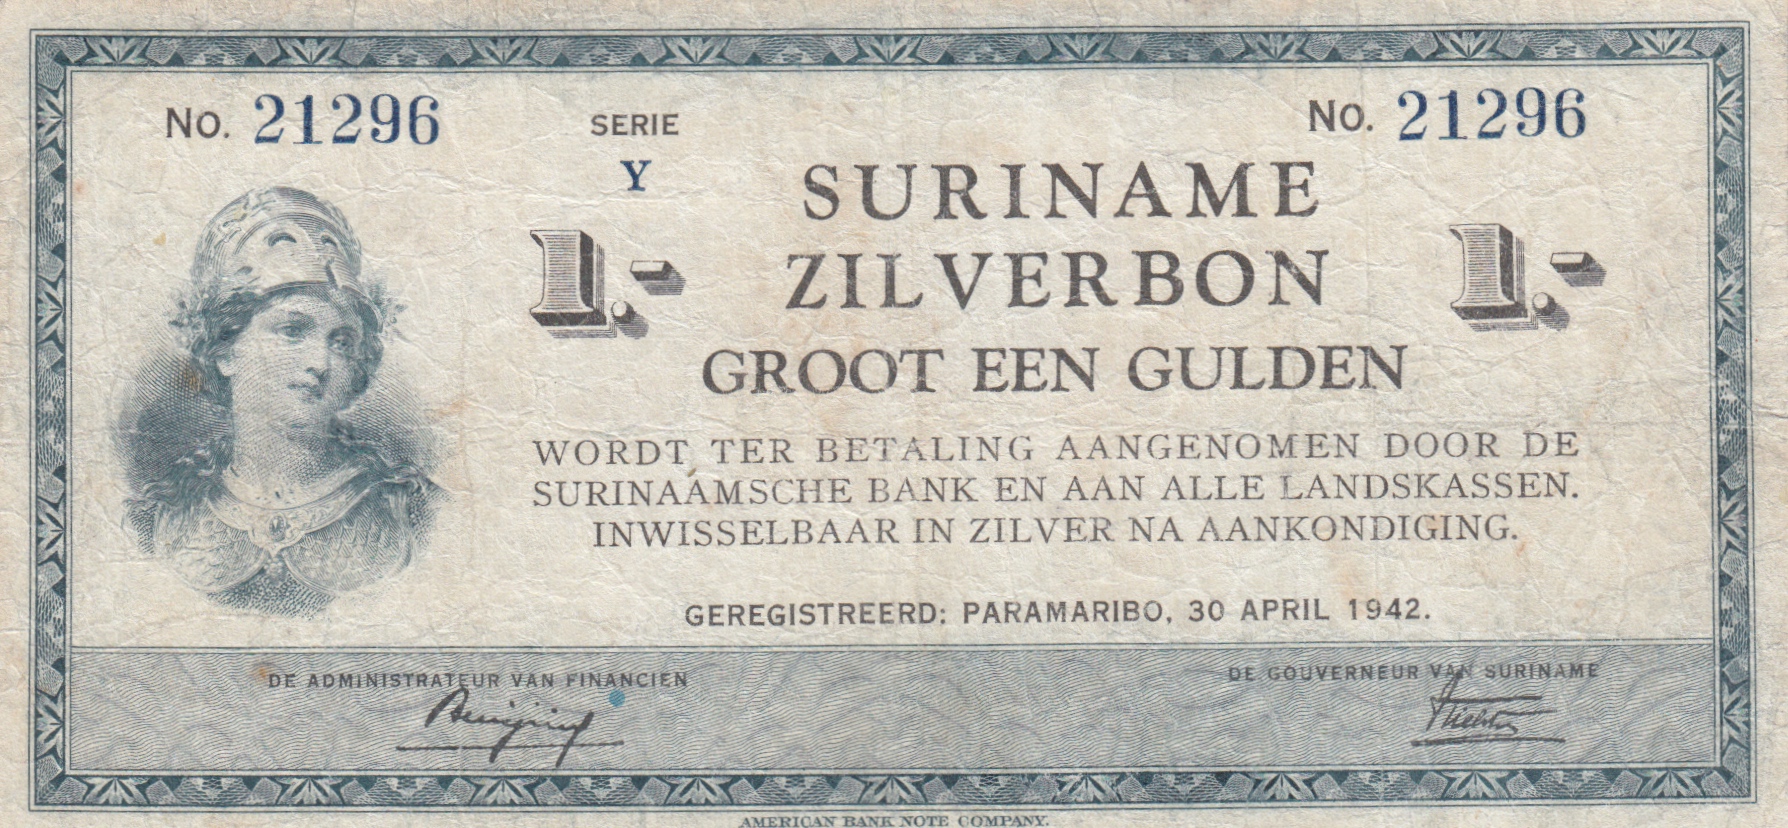 No. 21296
SERIE
Y
No. 21296
SURINAME
1.- ZILVERBON 1.-
GROOT EEN GULDEN
WORDT TER BETALING AANGENOMEN DOOR DE
SURINAAMSCHE BANK EN AAN ALLE LANDSKASSEN.
INWISSELBAAR IN ZILVER NA AANKONDIGING.
GEREGISTREERD: PARAMARIBO, 30 APRIL 1942.
DE ADMINISTRATEUR VAN FINANCIEN
DE GOUVERNEUR VAN SURINAME
AMERICAN BANK NOTE COMPANY.